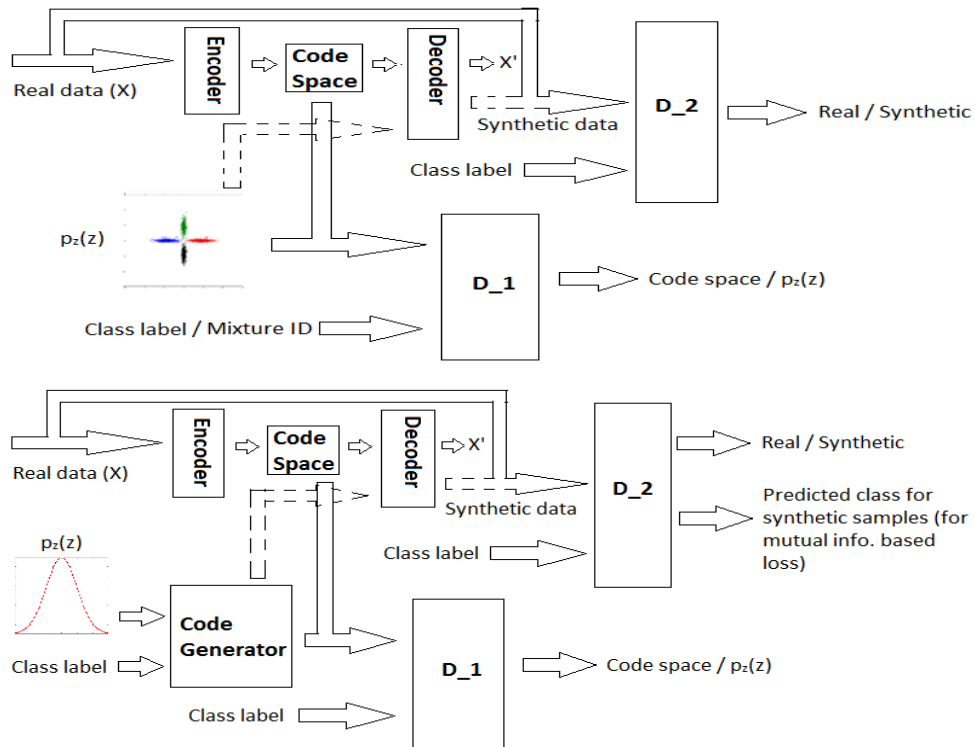 Real data (X)
Encoder
Code
Space
Decoder
X'
Synthetic data
Class label
D_2
Real / Synthetic
pz(z)
D_1
Code space / pz(z)
Class label / Mixture ID
Real data (X)
Encoder
Code
Space
Decoder
X'
Synthetic data
Class label
D_2
Real / Synthetic
Predicted class for
synthetic samples (for
mutual info. based
loss)
pz(z)
Class label
Code
Generator
Class label
D_1
Code space / pz(z)